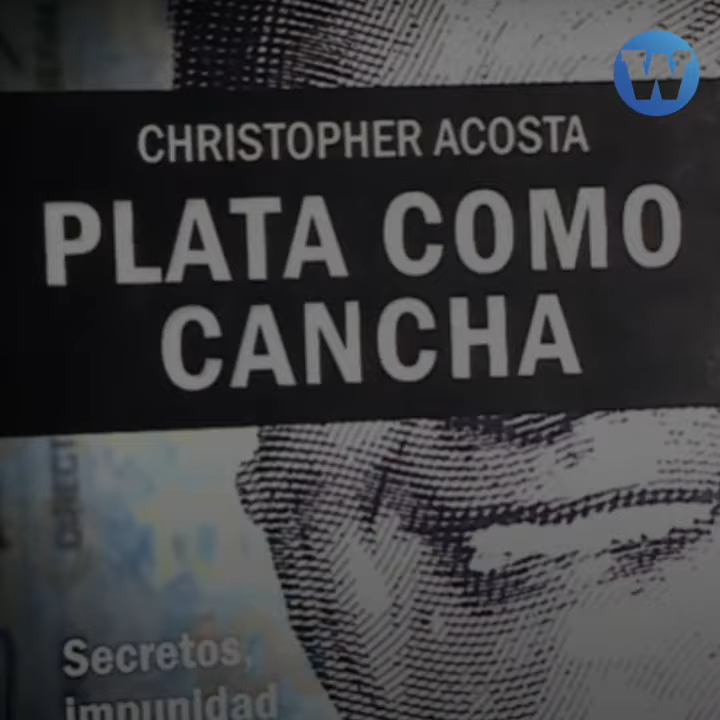 W
CHRISTOPHER ACOSTA
PLATA COMO
CANCHA
Secretos,
impunidad